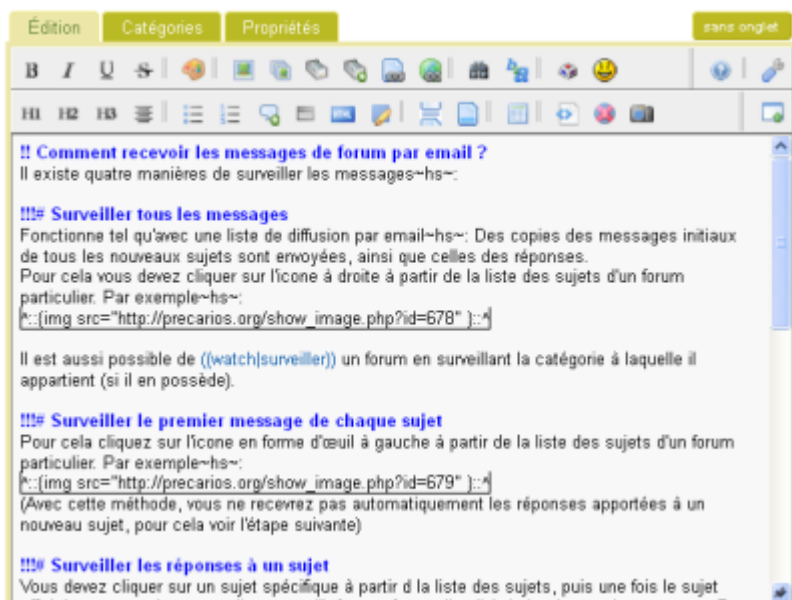 Édition Catégories Propriétés sans onglet
B I U S
H1 H2 H3
!! Comment recevoir les messages de forum par email ?
Il existe quatre manières de surveiller les messages~hs~:
!!!# Surveiller tous les messages
Fonctionne tel qu'avec une liste de diffusion par email~hs~: Des copies des messages initiaux
de tous les nouveaux sujets sont envoyées, ainsi que celles des réponses.
Pour cela vous devez cliquer sur l'icone à droite à partir de la liste des sujets d'un forum
particulier. Par exemple~hs~:
^::{img src="http://precarios.org/show_image.php?id=678" }::^
Il est aussi possible de ((watch|surveiller)) un forum en surveillant la catégorie à laquelle il
appartient (si il en possède).
!!!# Surveiller le premier message de chaque sujet
Pour cela cliquez sur l'icone en forme d'œuil à gauche à partir de la liste des sujets d'un forum
particulier. Par exemple~hs~:
^::{img src="http://precarios.org/show_image.php?id=679" }::^
(Avec cette méthode, vous ne recevrez pas automatiquement les réponses apportées à un
nouveau sujet, pour cela voir l'étape suivante)
!!!# Surveiller les réponses à un sujet
Vous devez cliquer sur un sujet spécifique à partir d la liste des sujets, puis une fois le sujet